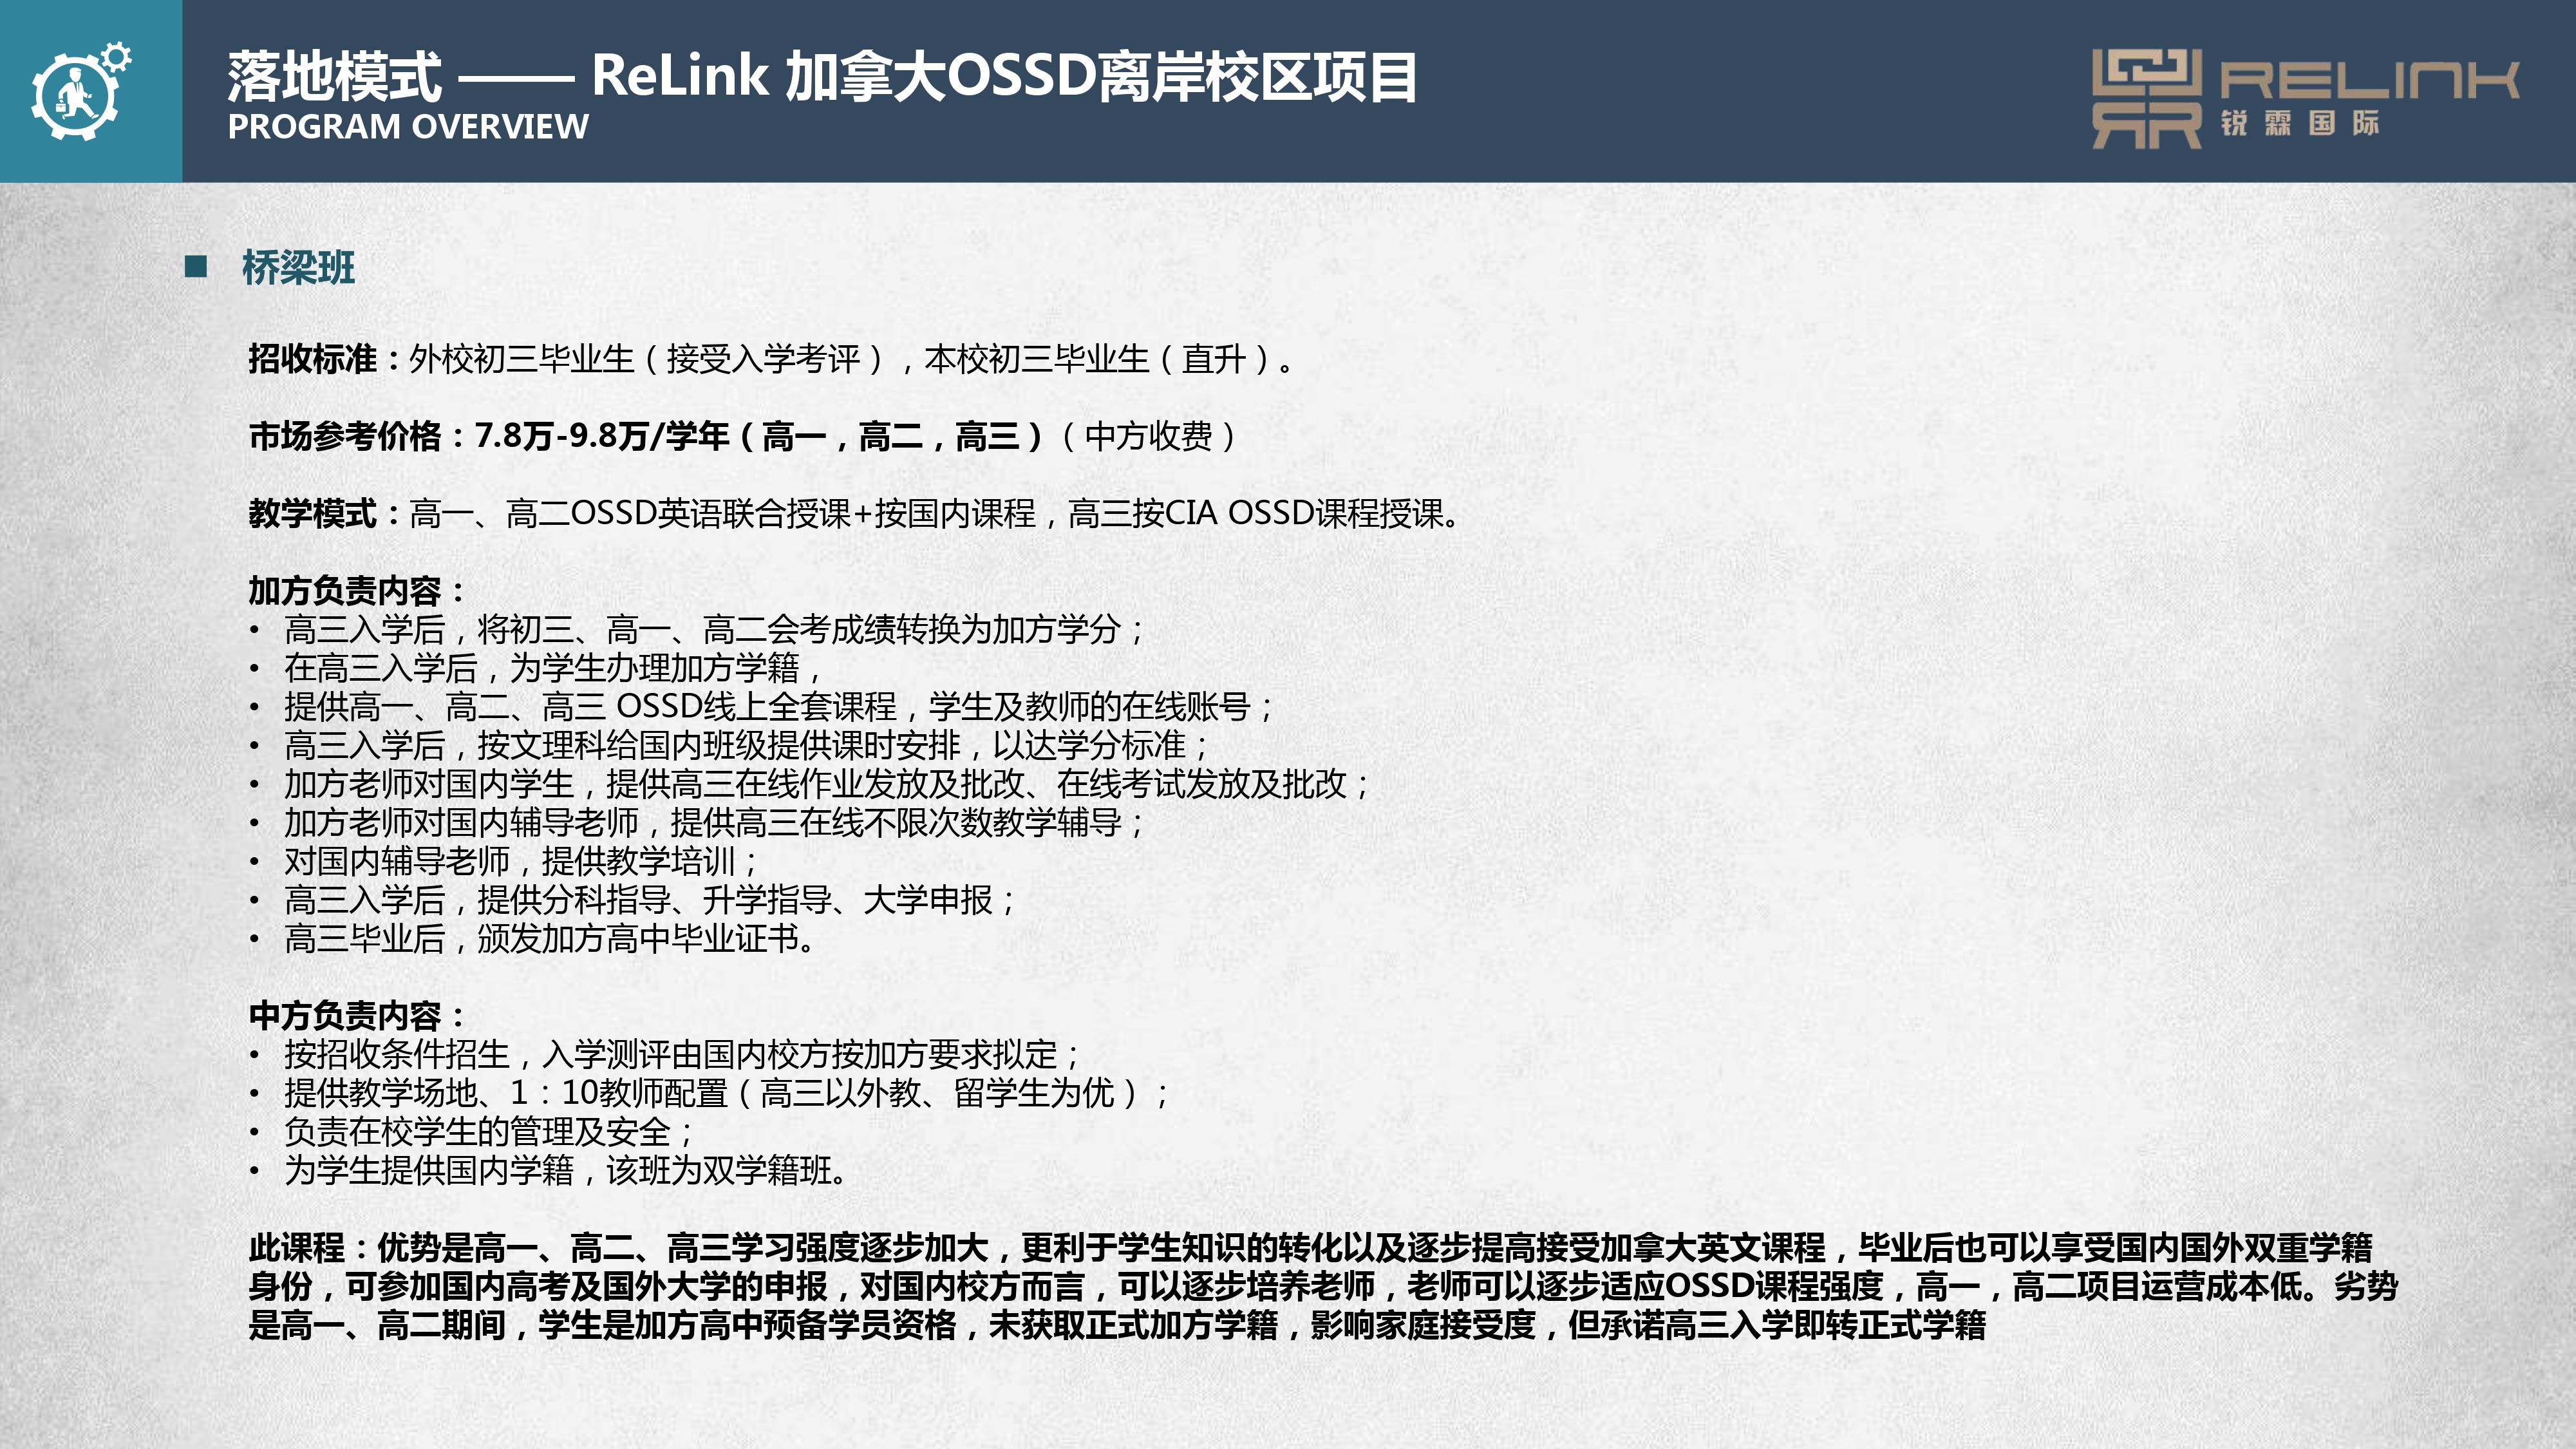 落地模式 —— ReLink 加拿大OSSD离岸校区项目
PROGRAM OVERVIEW
RELINK
锐霖国际
■ 桥梁班
招收标准：外校初三毕业生（接受入学考评），本校初三毕业生（直升）。
市场参考价格：7.8万-9.8万/学年（高一，高二，高三）（中方收费）
教学模式：高一、高二OSSD英语联合授课+按国内课程，高三按CIA OSSD课程授课。
加方负责内容：
• 高三入学后，将初三、高一、高二会考成绩转换为加方学分；
• 在高三入学后，为学生办理加方学籍，
• 提供高一、高二、高三 OSSD线上全套课程，学生及教师的在线账号；
• 高三入学后，按文理科给国内班级提供课时安排，以达学分标准；
• 加方老师对国内学生，提供高三在线作业发放及批改、在线考试发放及批改；
• 加方老师对国内辅导老师，提供高三在线不限次数教学辅导；
• 对国内辅导老师，提供教学培训；
• 高三入学后，提供分科指导、升学指导、大学申报；
• 高三毕业后，颁发加方高中毕业证书。
中方负责内容：
• 按招收条件招生，入学测评由国内校方按加方要求拟定；
• 提供教学场地、1：10教师配置（高三以外教、留学生为优）；
• 负责在校学生的管理及安全；
• 为学生提供国内学籍，该班为双学籍班。
此课程：优势是高一、高二、高三学习强度逐步加大，更利于学生知识的转化以及逐步提高接受加拿大英文课程，毕业后也可以享受国内国外双重学籍
身份，可参加国内高考及国外大学的申报，对国内校方而言，可以逐步培养老师，老师可以逐步适应OSSD课程强度，高一，高二项目运营成本低。劣势
是高一、高二期间，学生是加方高中预备学员资格，未获取正式加方学籍，影响家庭接受度，但承诺高三入学即转正式学籍